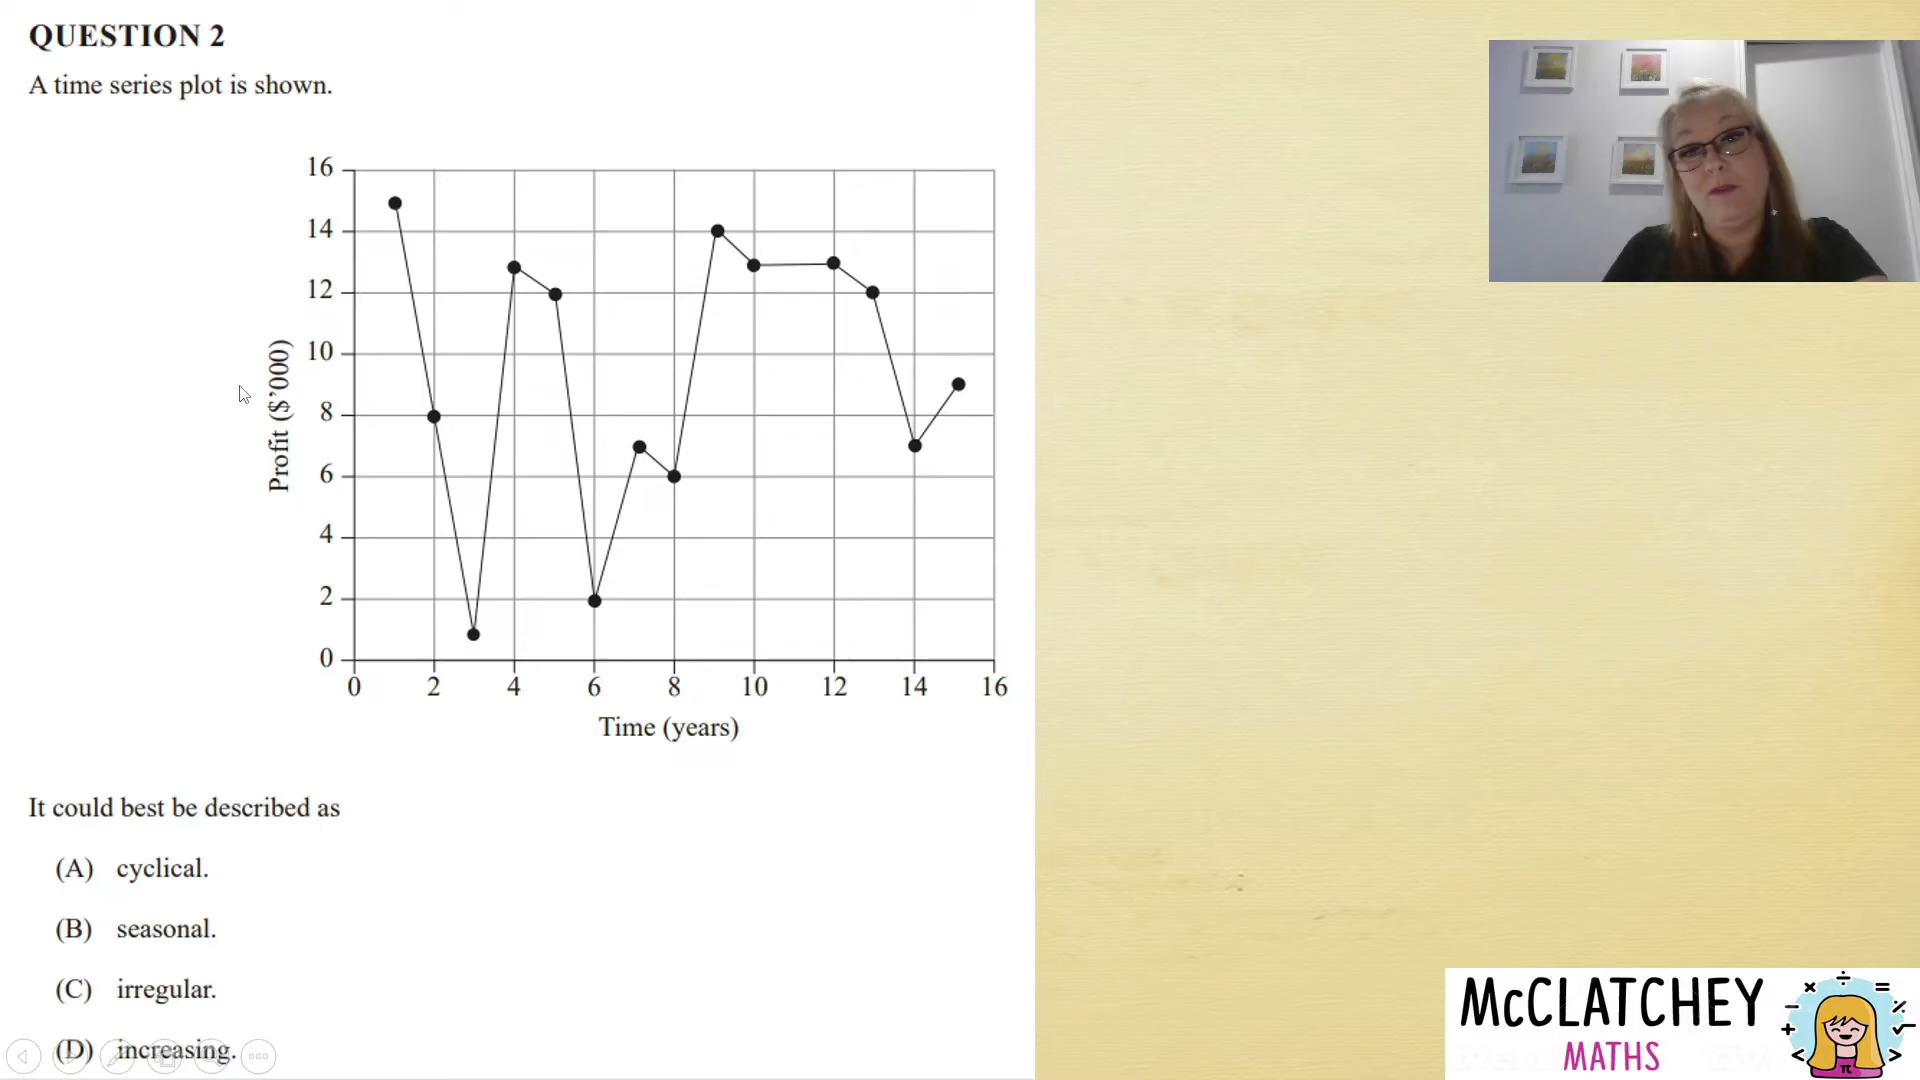 QUESTION 2
A time series plot is shown.
16
14
12
10
8
6
4
2
0
Profit ($’000)
0 2 4 6 8 10 12 14 16
Time (years)
It could best be described as
(A) cyclical.
(B) seasonal.
(C) irregular.
(D) increasing.
McCLATCHEY
MATHS